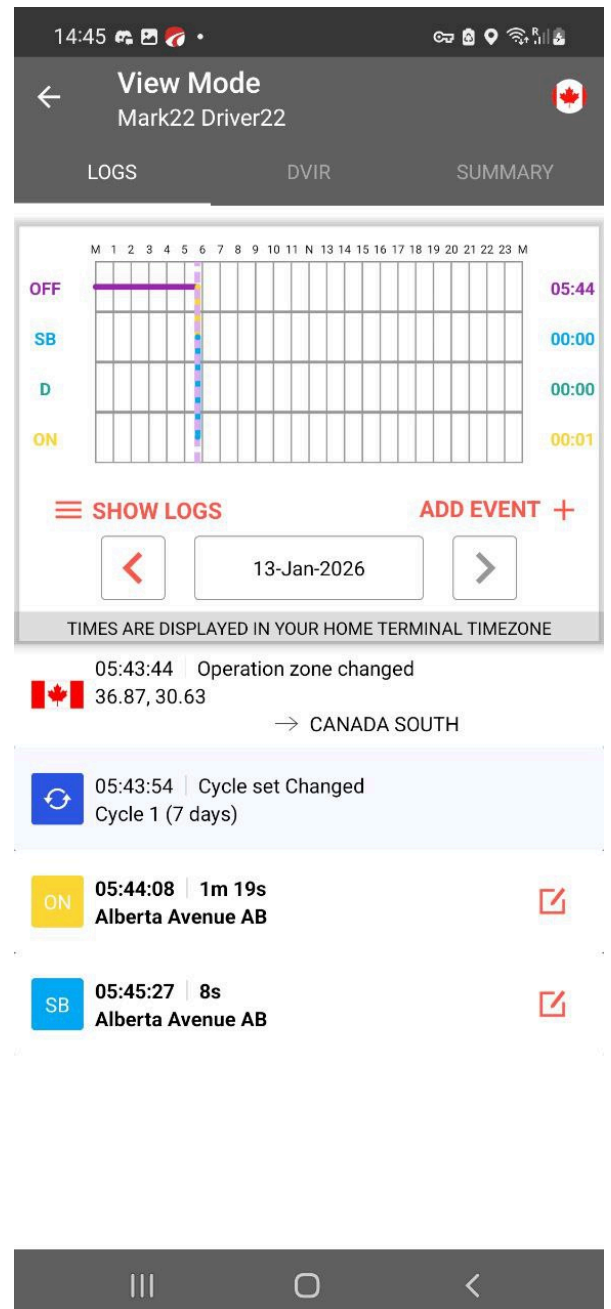 14:45
View Mode
Mark22 Driver22
LOGS DVIR SUMMARY
M 1 2 3 4 5 6 7 8 9 10 11 N 13 14 15 16 17 18 19 20 21 22 23 M
OFF 05:44
SB 00:00
D 00:00
ON 00:01
SHOW LOGS ADD EVENT +
13-Jan-2026
TIMES ARE DISPLAYED IN YOUR HOME TERMINAL TIMEZONE
05:43:44 | Operation zone changed
36.87, 30.63
→ CANADA SOUTH
05:43:54 | Cycle set Changed
Cycle 1 (7 days)
ON 05:44:08 | 1m 19s
Alberta Avenue AB
SB 05:45:27 | 8s
Alberta Avenue AB